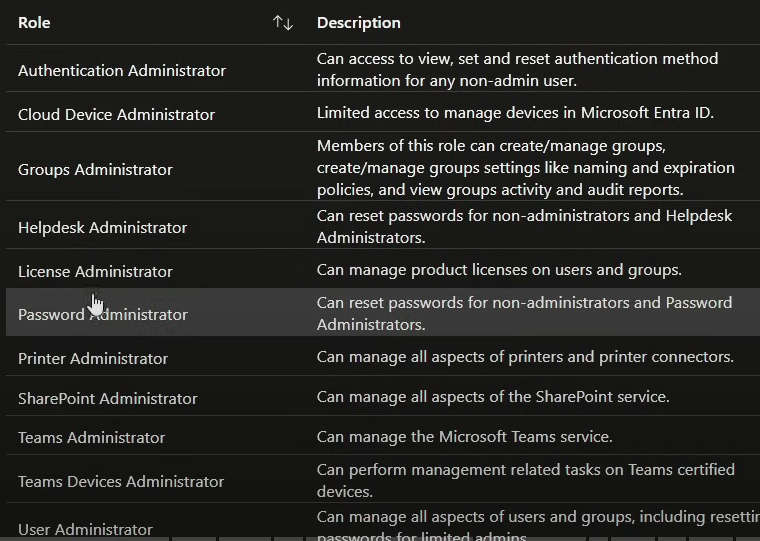 Role
Description
Authentication Administrator
Can access to view, set and reset authentication method
information for any non-admin user.
Cloud Device Administrator
Limited access to manage devices in Microsoft Entra ID.
Groups Administrator
Members of this role can create/manage groups,
create/manage groups settings like naming and expiration
policies, and view groups activity and audit reports.
Helpdesk Administrator
Can reset passwords for non-administrators and Helpdesk
Administrators.
License Administrator
Can manage product licenses on users and groups.
Password Administrator
Can reset passwords for non-administrators and Password
Administrators.
Printer Administrator
Can manage all aspects of printers and printer connectors.
SharePoint Administrator
Can manage all aspects of the SharePoint service.
Teams Administrator
Can manage the Microsoft Teams service.
Teams Devices Administrator
Can perform management related tasks on Teams certified
devices.
User Administrator
Can manage all aspects of users and groups, including resettin
passwords for limited admins.